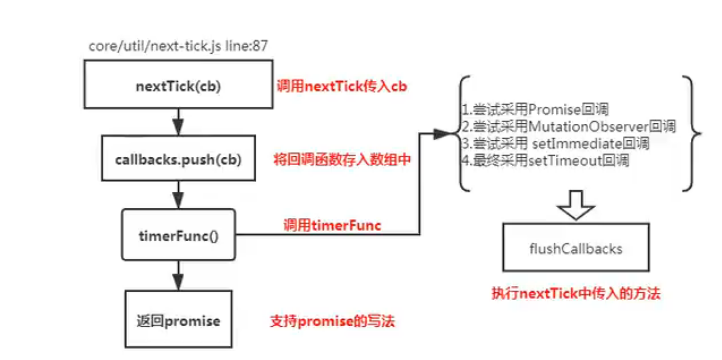 core/util/next-tick.js line:87
nextTick(cb)
调用nextTick传入cb
callbacks.push(cb)
将回调函数存入数组中
timerFunc()
调用timerFunc
返回promise
支持promise的写法
1.尝试采用Promise回调
2.尝试采用MutationObserver回调
3.尝试采用 setImmediate回调
4.最终采用setTimeout回调
flushCallbacks
执行nextTick中传入的方法